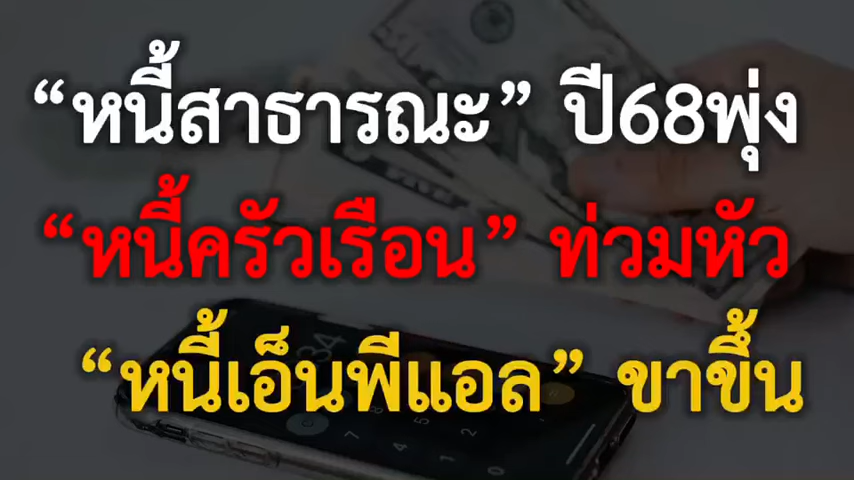 “หนี้สาธารณะ” ปี68พุ่ง
“หนี้ครัวเรือน” ท่วมหัว
“หนี้เอ็นพีแอล” ขาขึ้น